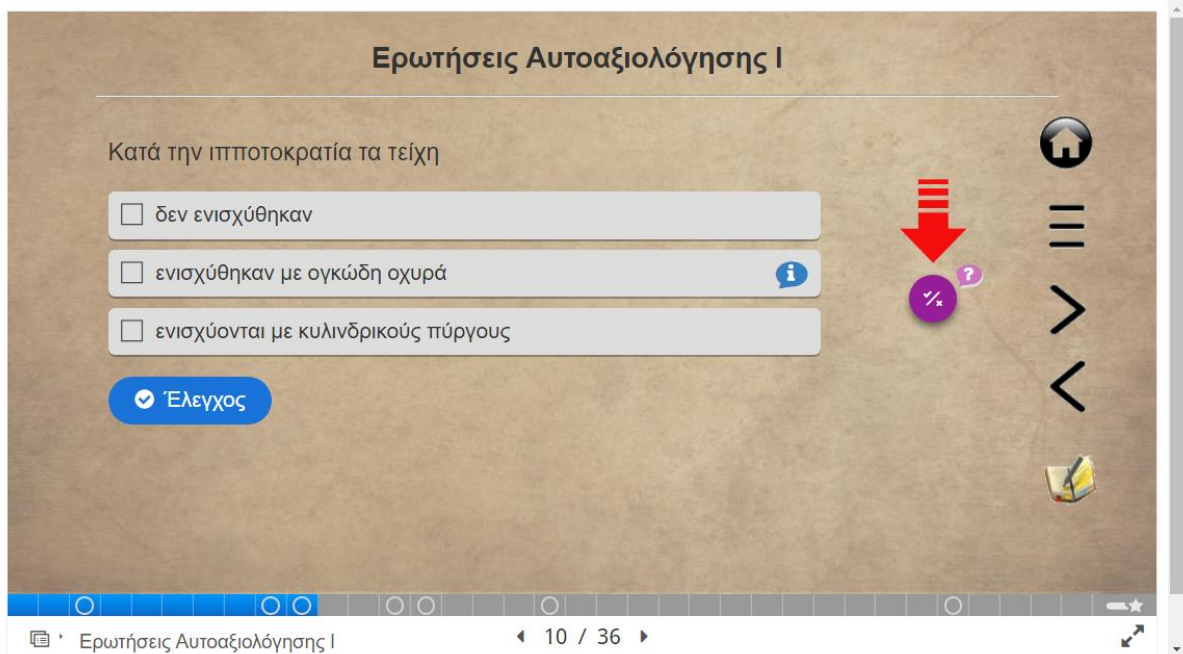 Ερωτήσεις Αυτοαξιολόγησης Ι
Κατά την ιπποτοκρατία τα τείχη
δεν ενισχύθηκαν
ενισχύθηκαν με ογκώδη οχυρά
ενισχύονται με κυλινδρικούς πύργους
Έλεγχος
Ερωτήσεις Αυτοαξιολόγησης Ι
10 / 36